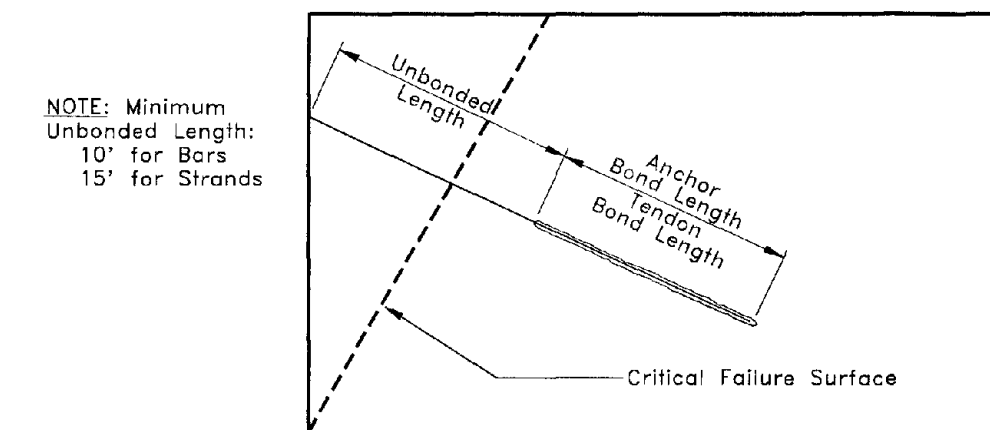 NOTE: Minimum
Unbonded Length:
10' for Bars
15' for Strands
Unbonded
Length
Anchor
Bond Length
Tendon
Bond Length
Critical Failure Surface